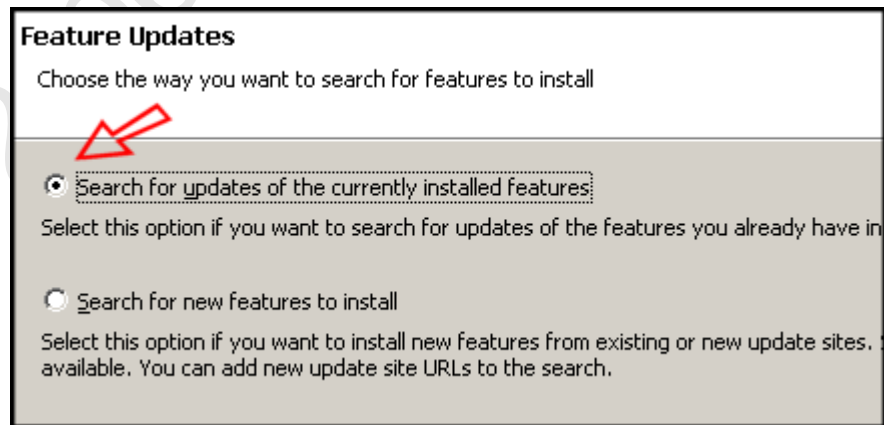 Feature Updates
Choose the way you want to search for features to install
Search for updates of the currently installed features
Select this option if you want to search for updates of the features you already have in
Search for new features to install
Select this option if you want to install new features from existing or new update sites.
available. You can add new update site URLs to the search.